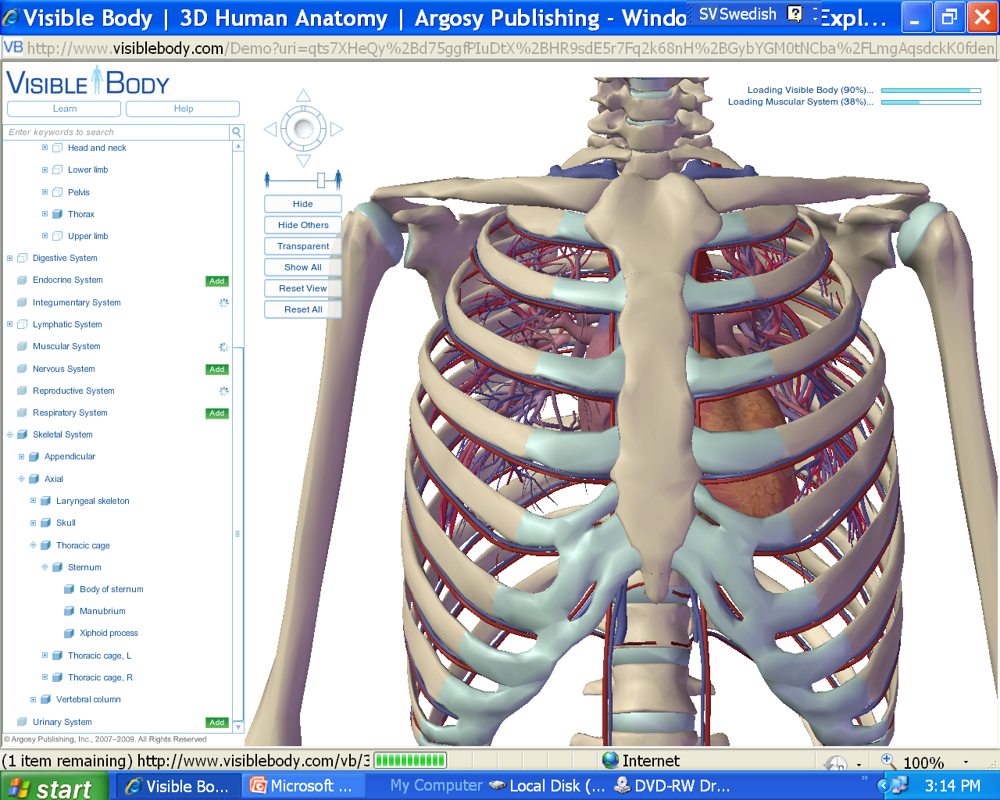 Visible Body | 3D Human Anatomy | Argosy Publishing - Windo
SV Swedish
Expl...
VB http://www.visiblebody.com/Demo?uri=qts7XHeQy%2Bd75ggfPIuDtX%2BHR9sdE5r7Fq2k68nH%2BGybYGM0tNCba%2FLmgAqsdckK0fden
VISIBLE BODY
Learn
Help
Enter keywords to search
Loading Visible Body (90%)...
Loading Muscular System (38%)...
Head and neck
Lower limb
Pelvis
Thorax
Upper limb
Digestive System
Endocrine System Add
Integumentary System
Lymphatic System
Muscular System
Nervous System Add
Reproductive System
Respiratory System Add
Skeletal System
Appendicular
Axial
Laryngeal skeleton
Skull
Thoracic cage
Sternum
Body of sternum
Manubrium
Xiphoid process
Thoracic cage, L
Thoracic cage, R
Vertebral column
Urinary System Add
Hide
Hide Others
Transparent
Show All
Reset View
Reset All
© Argosy Publishing, Inc., 2007–2009. All Rights Reserved
(1 item remaining) http://www.visiblebody.com/vb/3
Internet
100%
start
Visible Bo...
Microsoft ...
My Computer
Local Disk (...
DVD-RW Dr...
»
3:14 PM